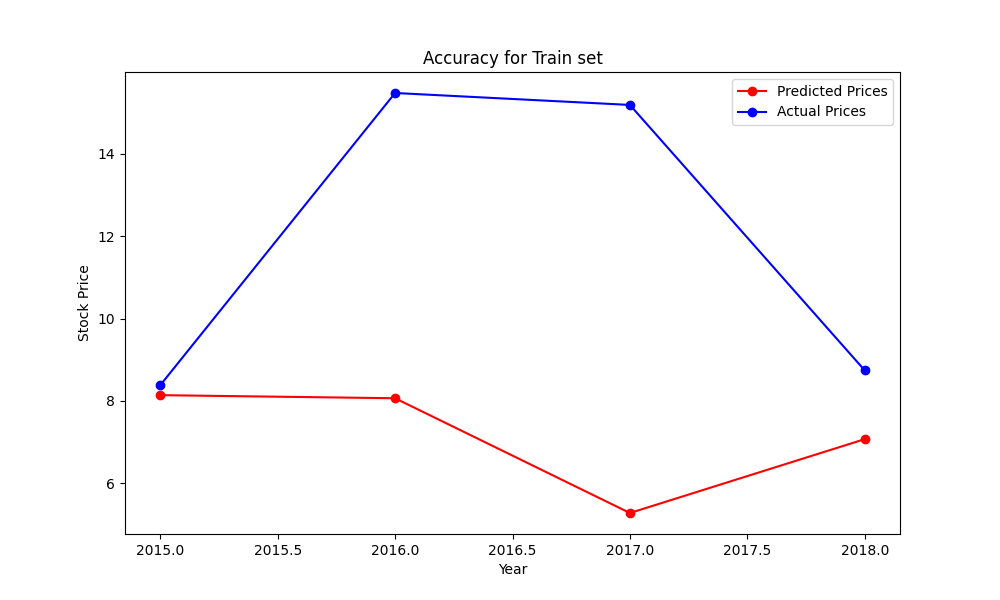 Accuracy for Train set
Predicted Prices
Actual Prices
Stock Price
14
12
10
8
6
2015.0 2015.5 2016.0 2016.5 2017.0 2017.5 2018.0
Year